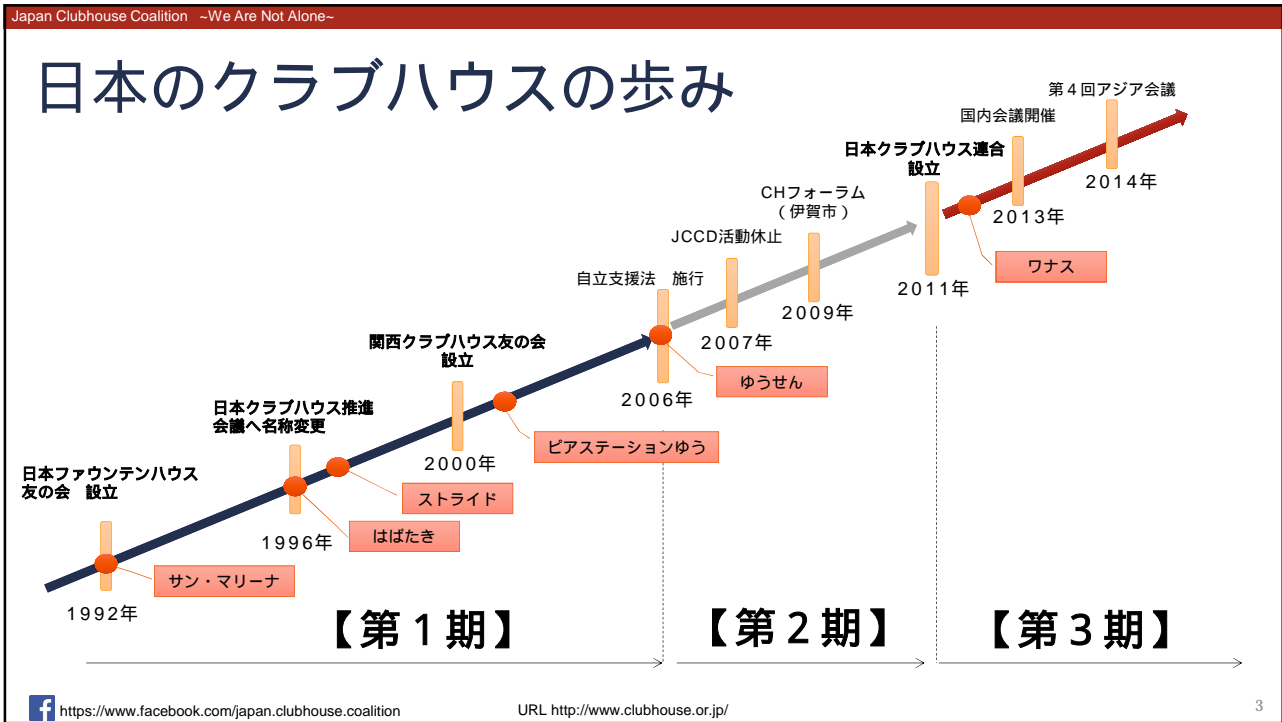 Japan Clubhouse Coalition ~We Are Not Alone~
日本のクラブハウスの歩み
第４回アジア会議
国内会議開催
日本クラブハウス連合
設立
2014年
CHフォーラム
（伊賀市）
2013年
JCCD活動休止
ワナス
自立支援法 施行
2011年
2009年
関西クラブハウス友の会
設立
2007年
ゆうせん
2006年
日本クラブハウス推進
会議へ名称変更
ピアステーションゆう
2000年
日本ファウンテンハウス
友の会 設立
ストライド
はばたき
1996年
サン・マリーナ
1992年
【第１期】
【第２期】
【第３期】
https://www.facebook.com/japan.clubhouse.coalition
URL http://www.clubhouse.or.jp/
3